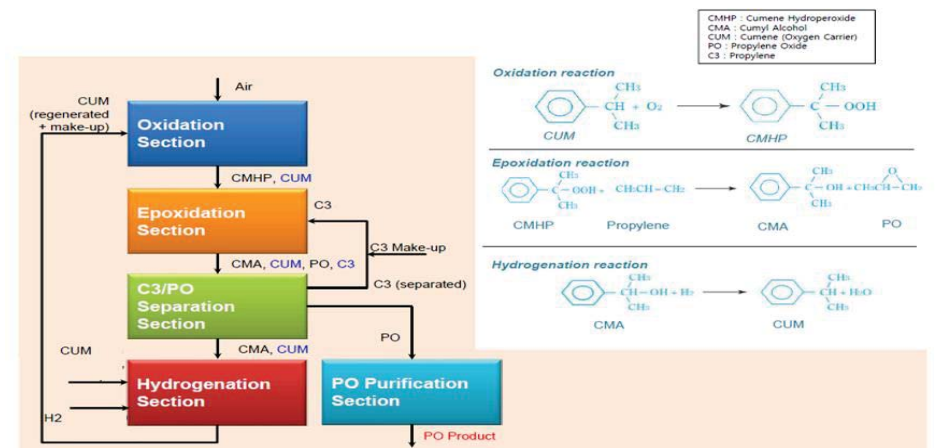 CMHP : Cumene Hydroperoxide
CMA : Cumyl Alcohol
CUM : Cumene (Oxygen Carrier)
PO : Propylene Oxide
C3 : Propylene
Air
CUM
(regenerated
+ make-up)
Oxidation
Section
CMHP, CUM
Epoxidation
Section
C3
C3 Make-up
CMA, CUM, PO, C3
C3 (separated)
C3/PO
Separation
Section
PO
CMA, CUM
CUM
H2
Hydrogenation
Section
PO Purification
Section
PO Product
Oxidation reaction
CH3
CH + O2
CH3
CUM
CH3
C – OOH
CH3
CMHP
Epoxidation reaction
CH3
C – OOH + CH3CH – CH2
CH3
CMHP
Propylene
CH3
O
C – OH + CH3CH – CH2
CH3
CMA
PO
Hydrogenation reaction
CH3
C – OH + H2
CH3
CMA
CH3
CH + H2O
CH3
CUM